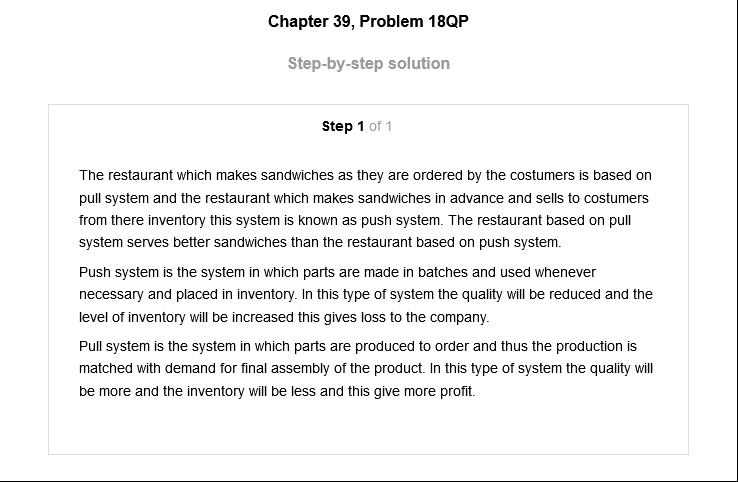 Chapter 39, Problem 18QP
Step-by-step solution
Step 1 of 1
The restaurant which makes sandwiches as they are ordered by the costumers is based on
pull system and the restaurant which makes sandwiches in advance and sells to costumers
from there inventory this system is known as push system. The restaurant based on pull
system serves better sandwiches than the restaurant based on push system.
Push system is the system in which parts are made in batches and used whenever
necessary and placed in inventory. In this type of system the quality will be reduced and the
level of inventory will be increased this gives loss to the company.
Pull system is the system in which parts are produced to order and thus the production is
matched with demand for final assembly of the product. In this type of system the quality will
be more and the inventory will be less and this give more profit.